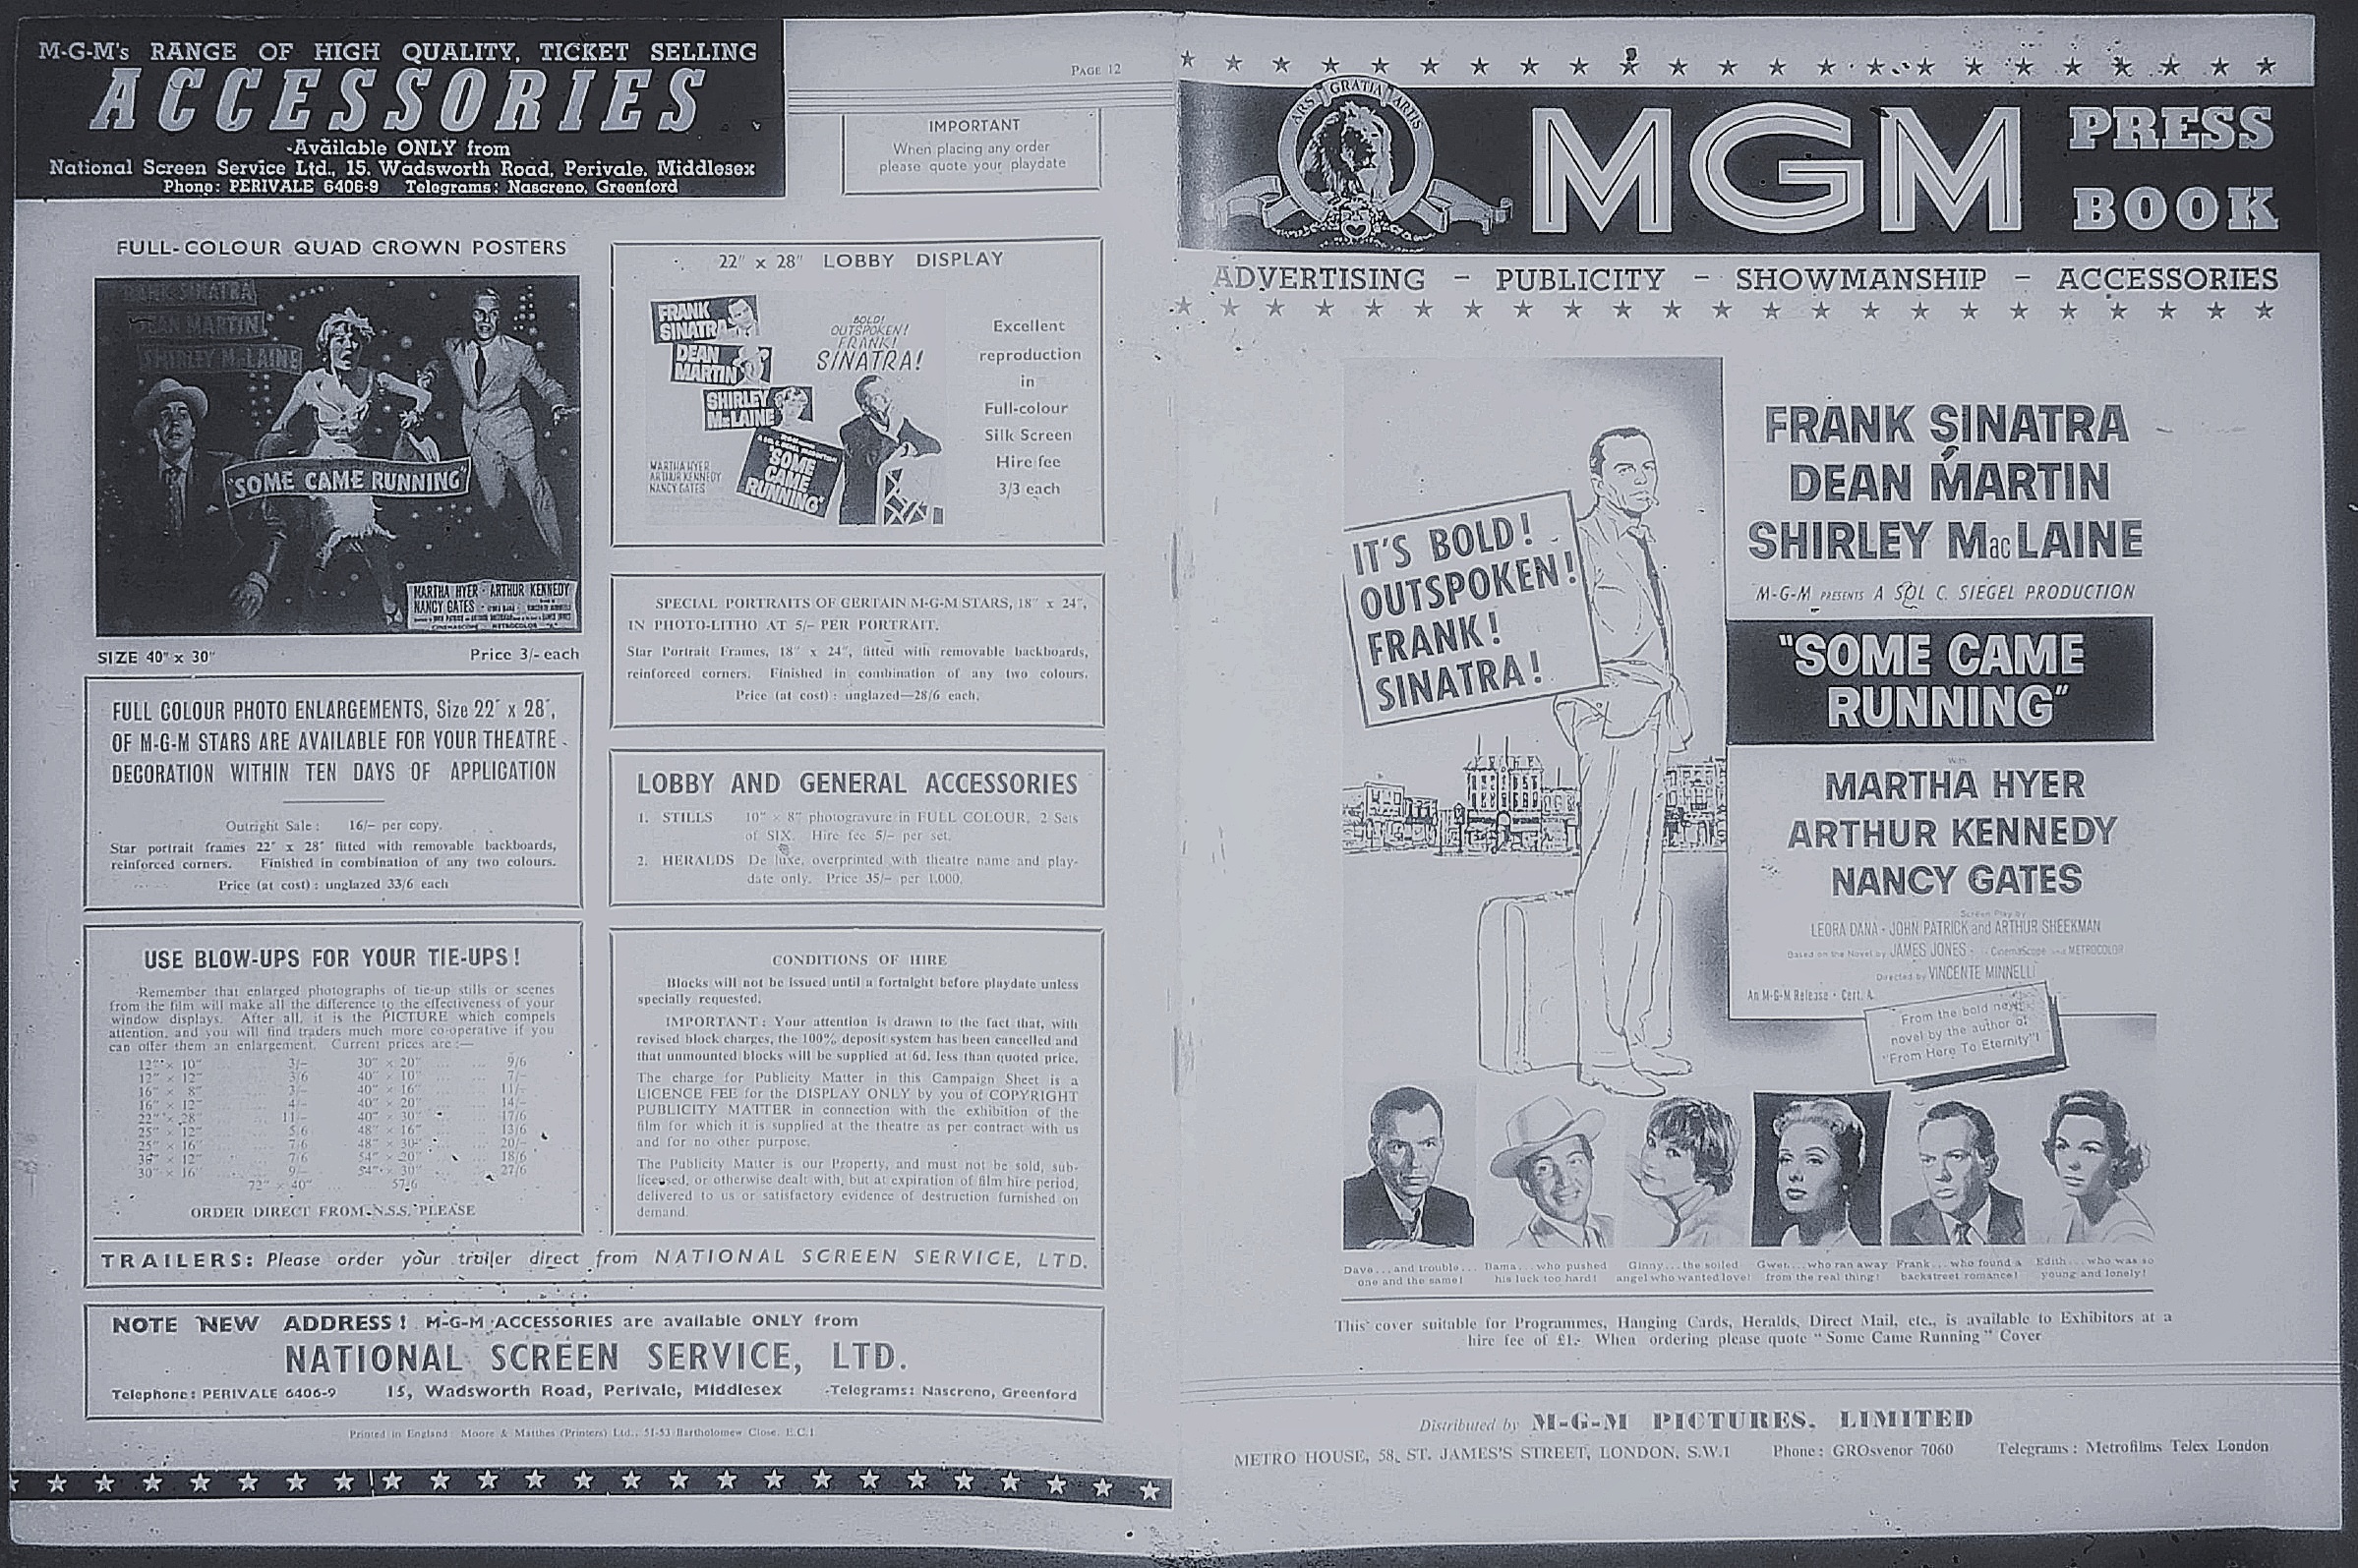 M-G-M's RANGE OF HIGH QUALITY, TICKET SELLING
ACCESSORIES
Available ONLY from
National Screen Service Ltd., 15, Wadsworth Road, Perivale, Middlesex
Phone: PERIVALE 6406-9 Telegrams: Nascreno, Greenford
PAGE 12
IMPORTANT
When placing any order
please quote your playdate
FULL-COLOUR QUAD CROWN POSTERS
FRANK SINATRA
DEAN MARTIN
SHIRLEY McLAINE
"SOME CAME RUNNING"
MARTHA HYER · ARTHUR KENNEDY
NANCY GATES
CINEMASCOPE METROCOLOR
SIZE 40" x 30" Price 3/- each
FULL COLOUR PHOTO ENLARGEMENTS, Size 22" x 28",
OF M-G-M STARS ARE AVAILABLE FOR YOUR THEATRE
DECORATION WITHIN TEN DAYS OF APPLICATION
Outright Sale : 16/- per copy.
Star portrait frames 22" x 28" fitted with removable backboards,
reinforced corners. Finished in combination of any two colours.
Price (at cost) : unglazed 33/6 each
USE BLOW-UPS FOR YOUR TIE-UPS!
Remember that enlarged photographs of tie-up stills or scenes
from the film will make all the difference to the effectiveness of your
window displays. After all, it is the PICTURE which compels
attention, and you will find traders much more co-operative if you
can offer them an enlargement. Current prices are :—
12" × 10" 3/- 30" × 20" 9/6
12" × 12" 3/6 40" × 10" 7/-
16" × 8" 40" × 16" 11/-
16" × 12" 4/- 40" × 20" 14/-
22" × 28" 11/- 40" × 30" 17/6
25" × 12" 5/6 48" × 16" 13/6
25" × 16" 7/6 48" × 30" 20/-
× 12" 7/6 54" × 20" 18/6
30" × 16" 9/- 54" × 30" 27/6
72" × 40" 57/6
ORDER DIRECT FROM N.S.S. PLEASE
22" x 28" LOBBY DISPLAY
FRANK
SINATRA
DEAN
MARTIN
SHIRLEY
McLAINE
BOLD!
OUTSPOKEN!
FRANK!
SINATRA!
MARTHA HYER
ARTHUR KENNEDY
NANCY GATES
"SOME
CAME
RUNNING"
Excellent
reproduction
in
Full-colour
Silk Screen
Hire fee
3/3 each
SPECIAL PORTRAITS OF CERTAIN M-G-M STARS, 18" x 24",
IN PHOTO-LITHO AT 5/- PER PORTRAIT.
Star Portrait Frames, 18" x 24", fitted with removable backboards,
reinforced corners. Finished in combination of any two colours.
Price (at cost) : unglazed—28/6 each.
LOBBY AND GENERAL ACCESSORIES
1. STILLS 10" × 8" photogravure in FULL COLOUR, 2 Sets
of SIX. Hire fee 5/- per set.
2. HERALDS De luxe, overprinted with theatre name and play-
date only. Price 35/- per 1,000.
CONDITIONS OF HIRE
Blocks will not be issued until a fortnight before playdate unless
specially requested.
IMPORTANT : Your attention is drawn to the fact that, with
revised block charges, the 100% deposit system has been cancelled and
that unmounted blocks will be supplied at 6d. less than quoted price.
The charge for Publicity Matter in this Campaign Sheet is a
LICENCE FEE for the DISPLAY ONLY by you of COPYRIGHT
PUBLICITY MATTER in connection with the exhibition of the
film for which it is supplied at the theatre as per contract with us
and for no other purpose.
The Publicity Matter is our Property, and must not be sold, sub-
licensed, or otherwise dealt with, but at expiration of film hire period,
delivered to us or satisfactory evidence of destruction furnished on
demand.
TRAILERS: Please order your trailer direct from NATIONAL SCREEN SERVICE, LTD.
NOTE NEW ADDRESS! M-G-M ACCESSORIES are available ONLY from
NATIONAL SCREEN SERVICE, LTD.
Telephone: PERIVALE 6406-9 15, Wadsworth Road, Perivale, Middlesex Telegrams: Nascreno, Greenford
Printed in England Moore & Matthes (Printers) Ltd., 51-53 Bartholomew Close, E.C.1
ARS GRATIA ARTIS
MGM PRESS
BOOK
ADVERTISING - PUBLICITY - SHOWMANSHIP - ACCESSORIES
IT'S BOLD!
OUTSPOKEN!
FRANK!
SINATRA!
FRANK SINATRA
DEAN MARTIN
SHIRLEY MacLAINE
M-G-M PRESENTS A SOL C. SIEGEL PRODUCTION
"SOME CAME
RUNNING"
With
MARTHA HYER
ARTHUR KENNEDY
NANCY GATES
Screen Play by
LEORA DANA · JOHN PATRICK and ARTHUR SHEEKMAN
Based on the Novel by JAMES JONES · CinemaScope and METROCOLOR
Directed by VINCENTE MINNELLI
An M-G-M Release · Cert. A.
From the bold new
novel by the author of
"From Here To Eternity"!
Dave...and trouble...
one and the same!
Bama...who pushed
his luck too hard!
Ginny...the soiled
angel who wanted love!
Gwen...who ran away
from the real thing!
Frank...who found a
backstreet romance!
Edith...who was so
young and lonely!
This cover suitable for Programmes, Hanging Cards, Heralds, Direct Mail, etc., is available to Exhibitors at a
hire fee of £1.- When ordering please quote " Some Came Running " Cover
Distributed by M-G-M PICTURES, LIMITED
METRO HOUSE, 58, ST. JAMES'S STREET, LONDON, S.W.1 Phone : GROsvenor 7060 Telegrams : Metrofilms Telex London